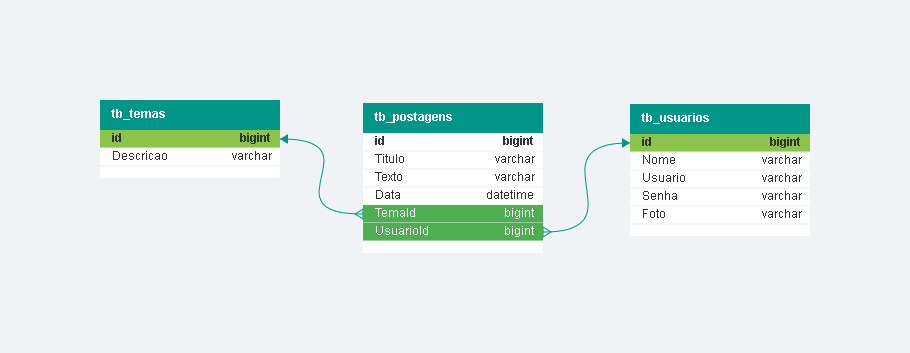 tb_temas
id bigint
Descricao varchar
tb_postagens
id bigint
Titulo varchar
Texto varchar
Data datetime
TemaId bigint
UsuarioId bigint
tb_usuarios
id bigint
Nome varchar
Usuario varchar
Senha varchar
Foto varchar